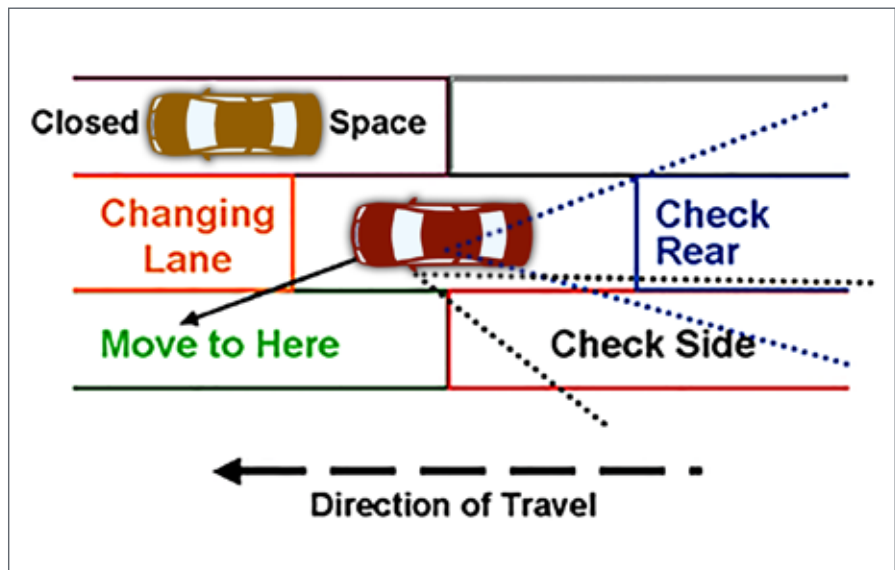 Closed Space
Changing
Lane
Check
Rear
Move to Here
Check Side
Direction of Travel